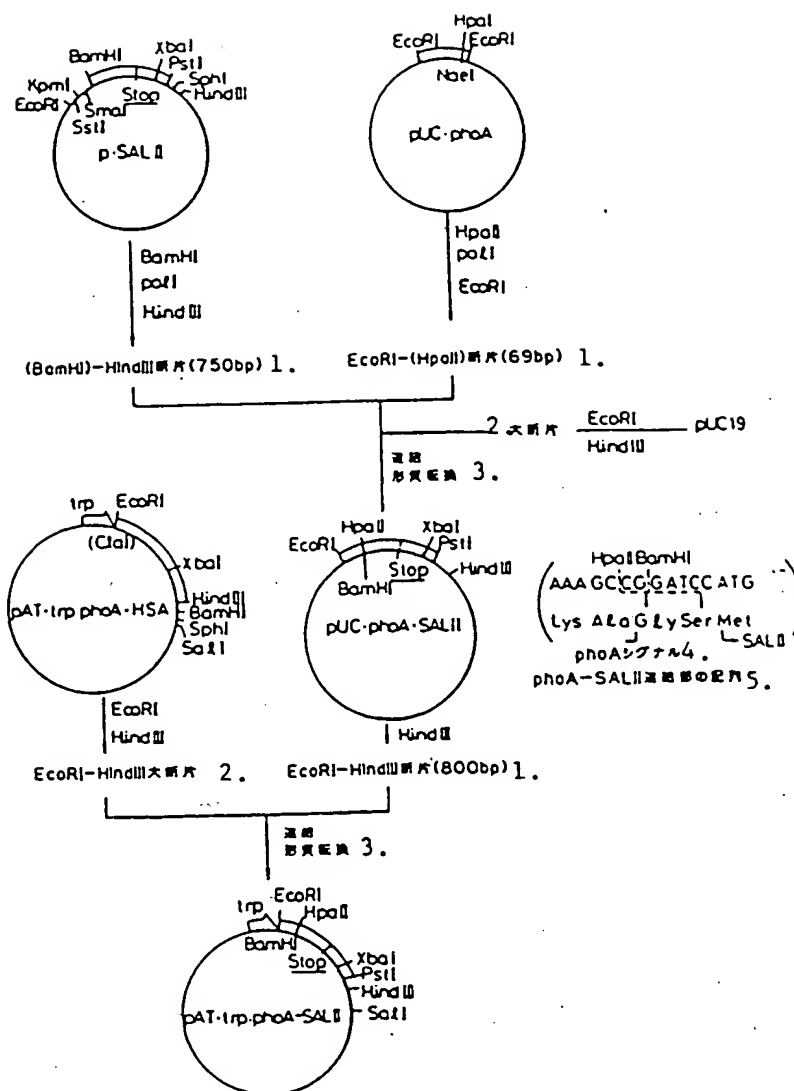 BamHI
XbaI
PstI
SphI
HindIII
KpnI
EcoRI
SmaI
Stop
SstI
p・SALII
HpaI
EcoRI
EcoRI
NaeI
pUC・phoA
BamHI
polI
HindIII
HpaII
polI
EcoRI
(BamHI)-HindIII断片(750bp) 1.
EcoRI-(HpaII)断片(69bp) 1.
2 大断片
EcoRI
HindIII
pUC19
連結
形質転換 3.
trp
EcoRI
(ClaI)
XbaI
HindIII
BamHI
SphI
SalI
pAT・trp phoA・HSA
HpaII
XbaI
PstI
EcoRI
Stop
HindIII
BamHI
pUC・phoA・SALII
HpaII BamHI
AAAGCCGGATCCATG
Lys Ala Gly Ser Met
SALII
phoAシグナル4.
phoA-SALII連結部の配列5.
EcoRI
HindIII
HindIII
EcoRI-HindIII大断片 2.
EcoRI-HindIII断片(800bp) 1.
連結
形質転換 3.
trp
EcoRI
HpaII
BamHI
Stop
XbaI
PstI
HindIII
SalI
pAT・trp・phoA-SALII